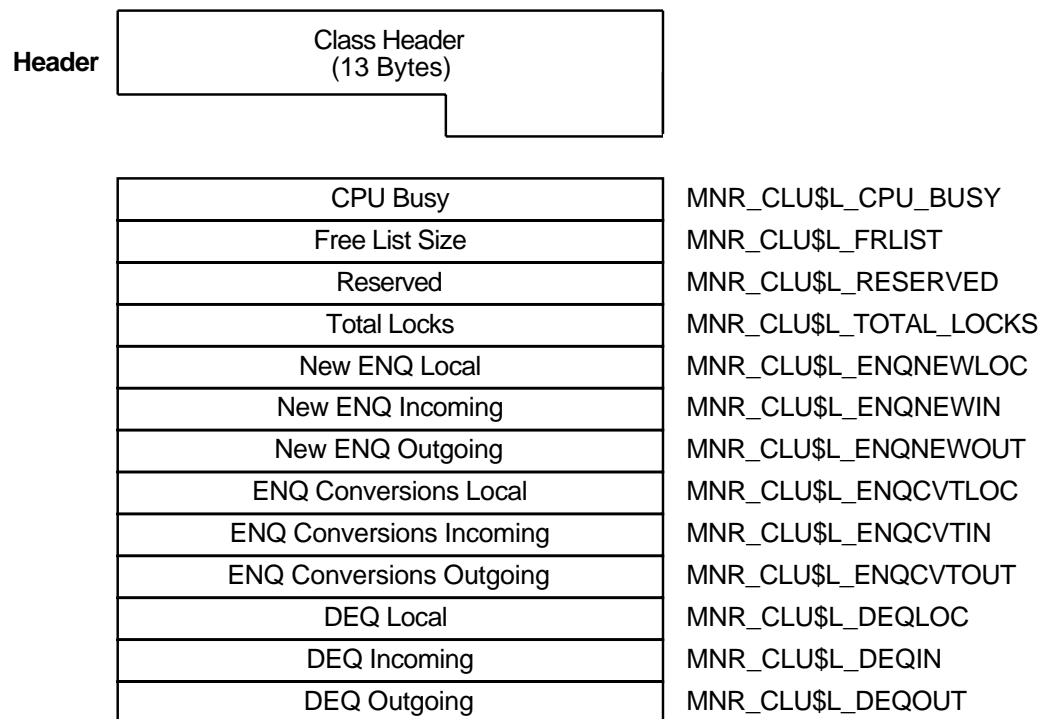 Header
Class Header
(13 Bytes)
CPU Busy MNR_CLU$L_CPU_BUSY
Free List Size MNR_CLU$L_FRLIST
Reserved MNR_CLU$L_RESERVED
Total Locks MNR_CLU$L_TOTAL_LOCKS
New ENQ Local MNR_CLU$L_ENQNEWLOC
New ENQ Incoming MNR_CLU$L_ENQNEWIN
New ENQ Outgoing MNR_CLU$L_ENQNEWOUT
ENQ Conversions Local MNR_CLU$L_ENQCVTLOC
ENQ Conversions Incoming MNR_CLU$L_ENQCVTIN
ENQ Conversions Outgoing MNR_CLU$L_ENQCVTOUT
DEQ Local MNR_CLU$L_DEQLOC
DEQ Incoming MNR_CLU$L_DEQIN
DEQ Outgoing MNR_CLU$L_DEQOUT